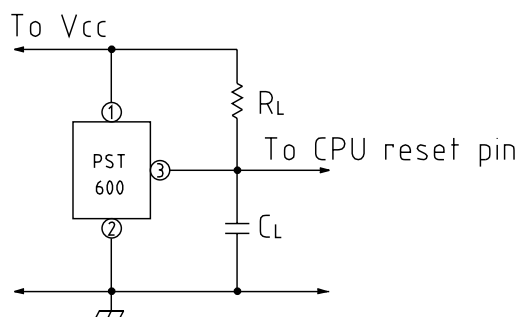 To Vcc
1
RL
PST
600
3
To CPU reset pin
2
CL